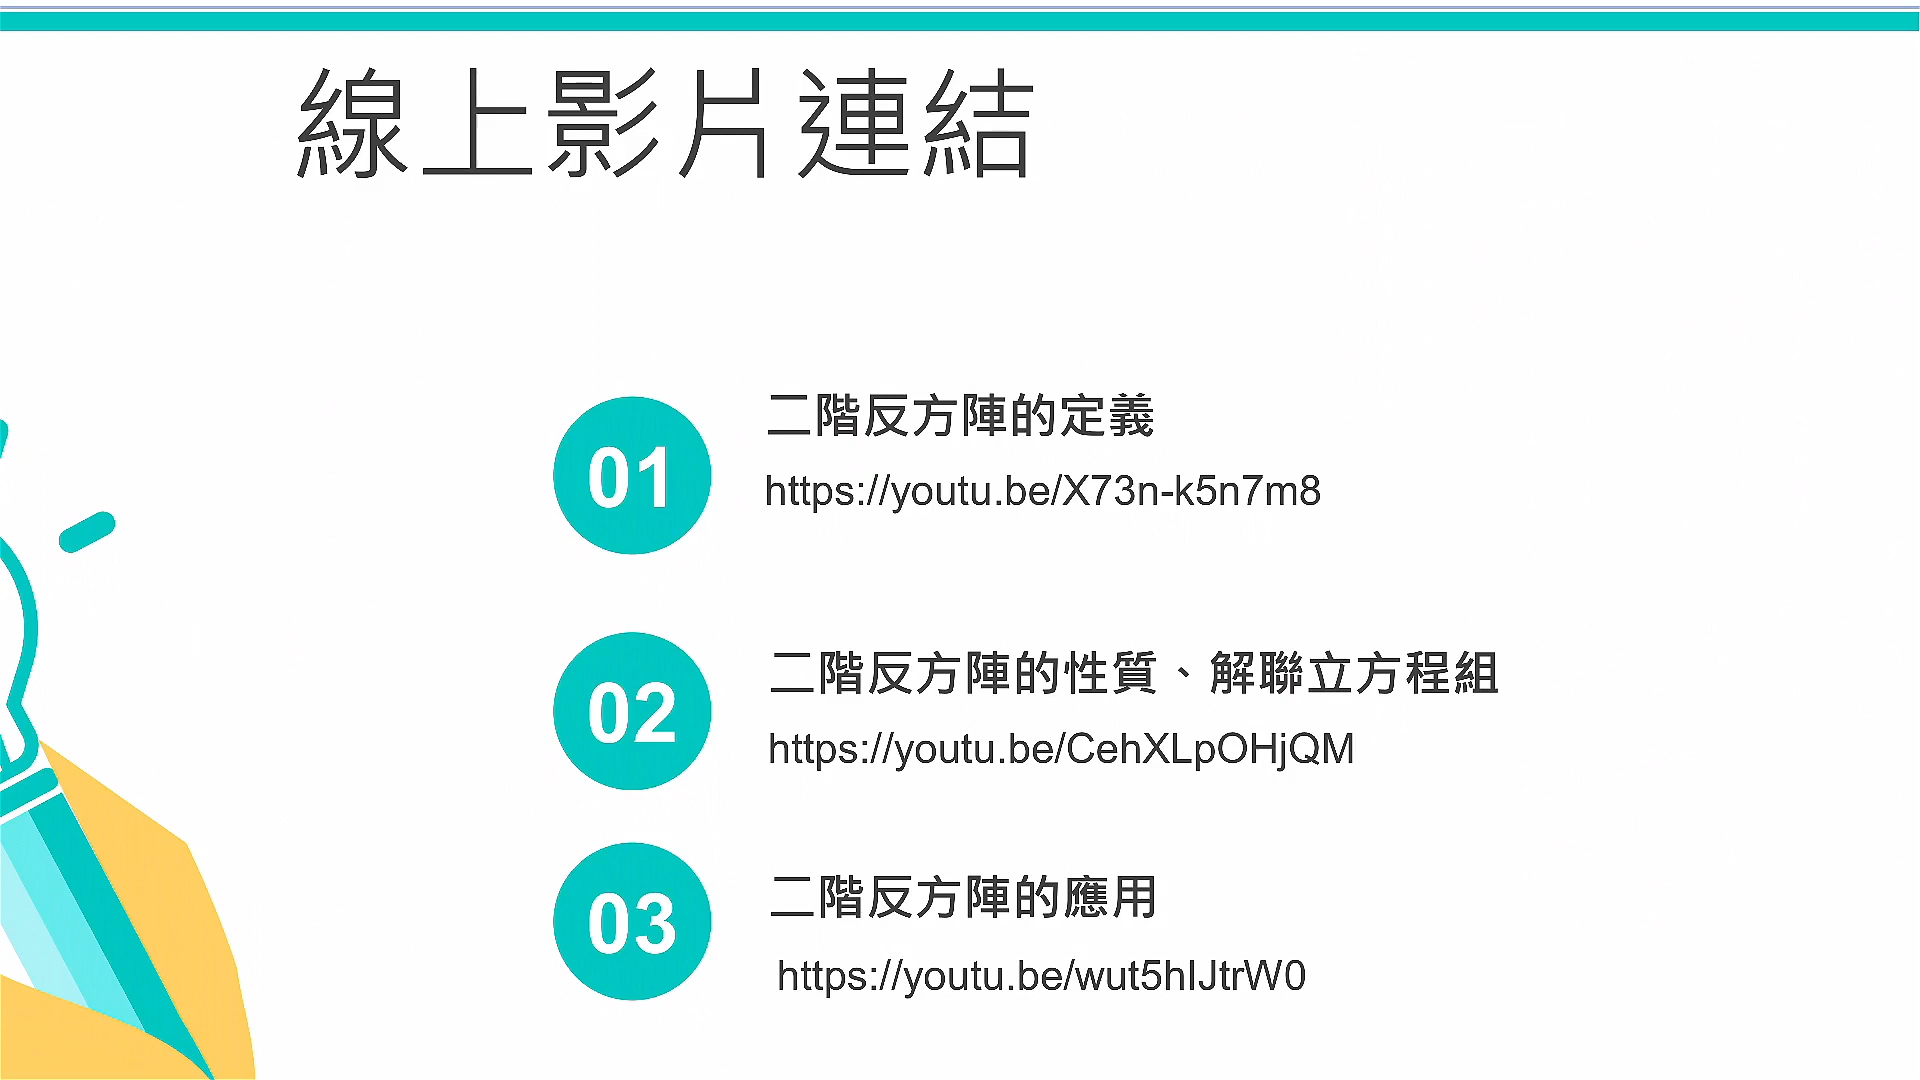 線上影片連結
01
二階反方陣的定義
https://youtu.be/X73n-k5n7m8
02
二階反方陣的性質、解聯立方程組
https://youtu.be/CehXLpOHjQM
03
二階反方陣的應用
https://youtu.be/wut5hIJtrW0